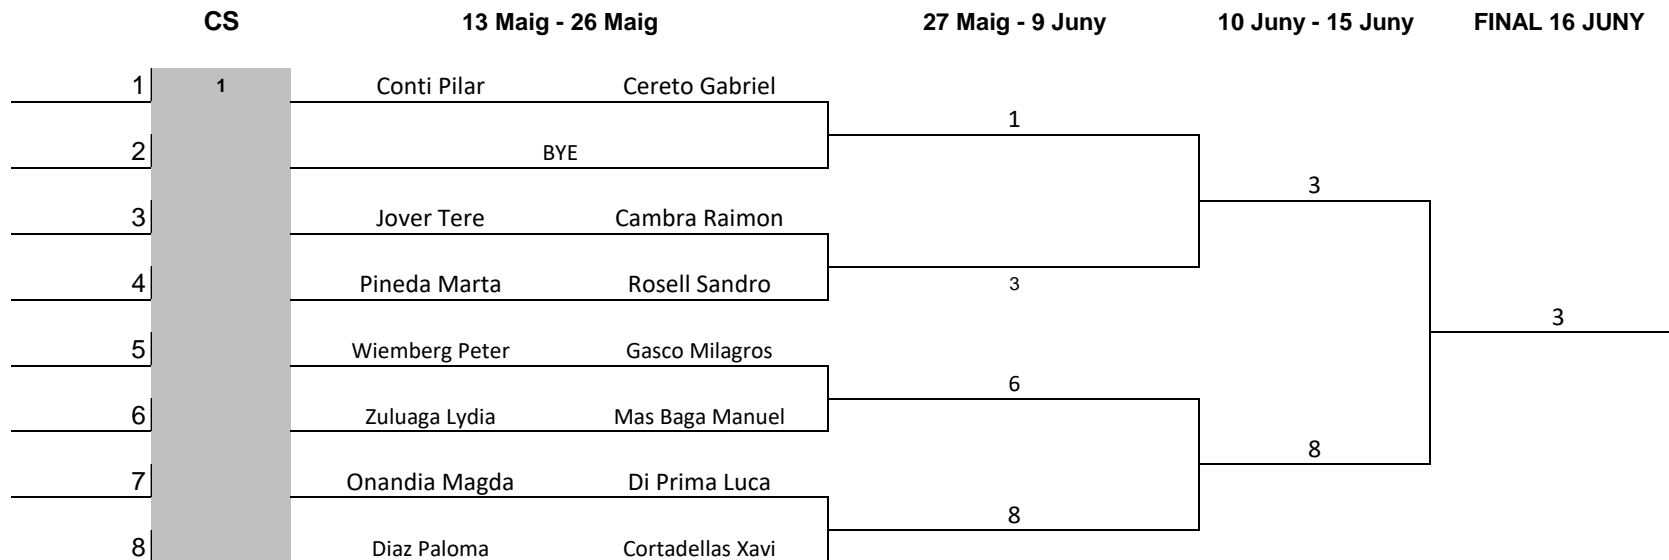 CS 13 Maig - 26 Maig 27 Maig - 9 Juny 10 Juny - 15 Juny FINAL 16 JUNY
1 1 Conti Pilar Cereto Gabriel
1
2 BYE
3
3 Jover Tere Cambra Raimon
4 Pineda Marta Rosell Sandro 3
3
5 Wiemberg Peter Gasco Milagros
6
6 Zuluaga Lydia Mas Baga Manuel
8
7 Onandia Magda Di Prima Luca
8
8 Diaz Paloma Cortadellas Xavi